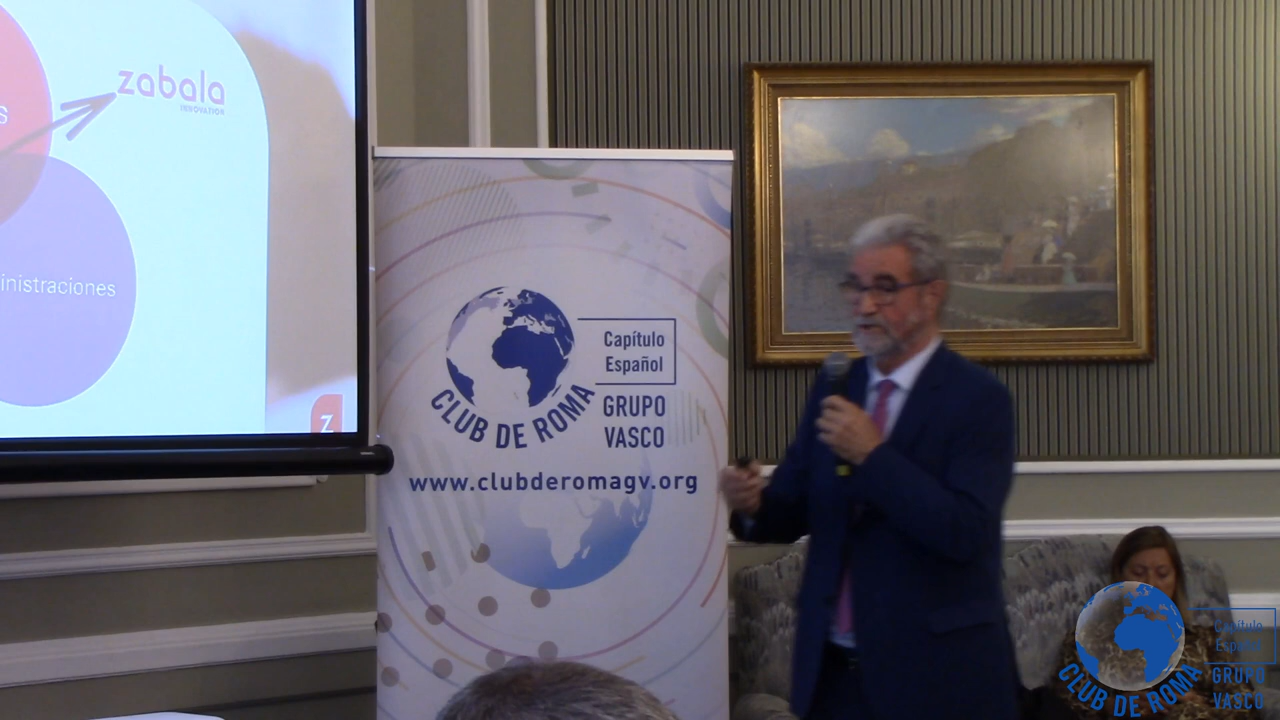 s
zabala
INNOVATION
inistraciones
z
Capítulo
Español
CLUB DE ROMA
GRUPO
VASCO
www.clubderomagv.org
Capítulo
Español
CLUB DE ROMA
GRUPO
VASCO